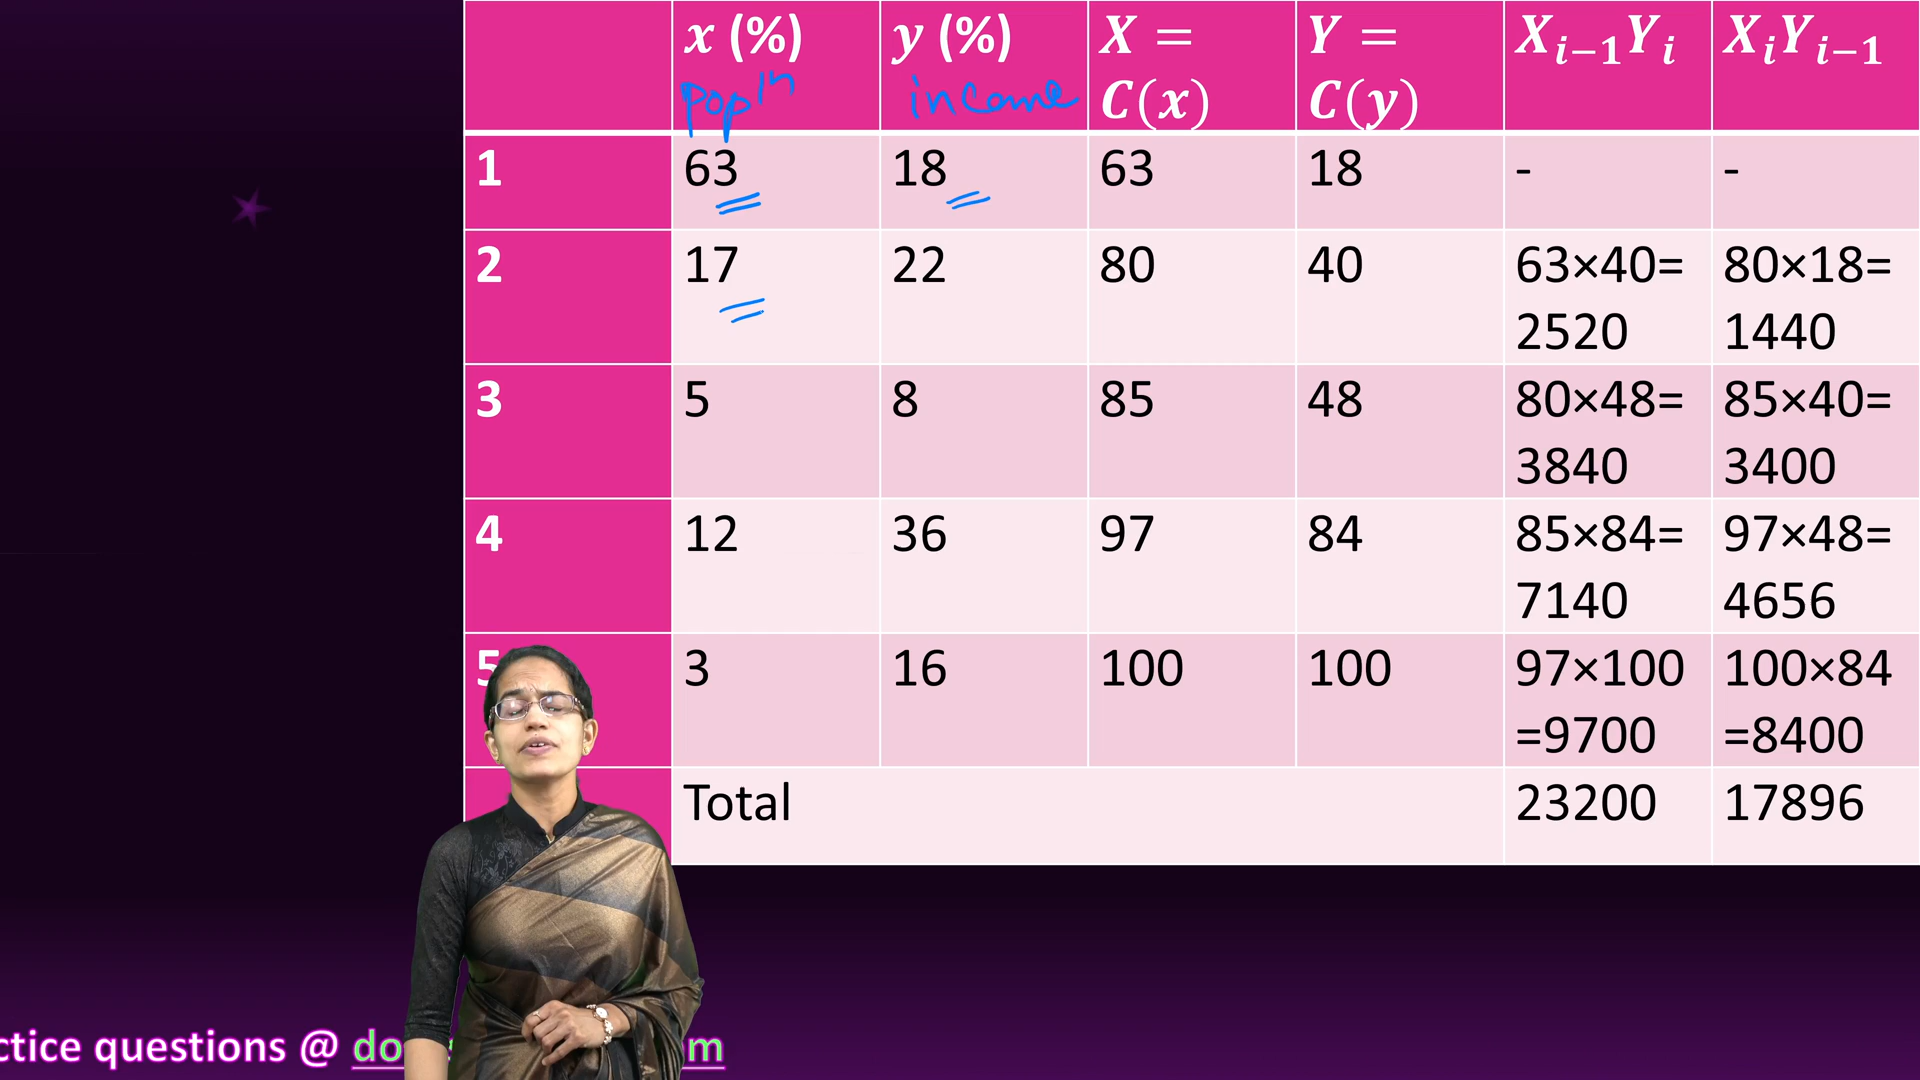 x (%) y (%) X = Y = Xᵢ₋₁Yᵢ XᵢYᵢ₋₁
popln income C(x) C(y)
1 63 18 63 18 - -
2 17 22 80 40 63×40= 80×18=
2520 1440
3 5 8 85 48 80×48= 85×40=
3840 3400
4 12 36 97 84 85×84= 97×48=
7140 4656
5 3 16 100 100 97×100 100×84
=9700 =8400
Total 23200 17896
questions @